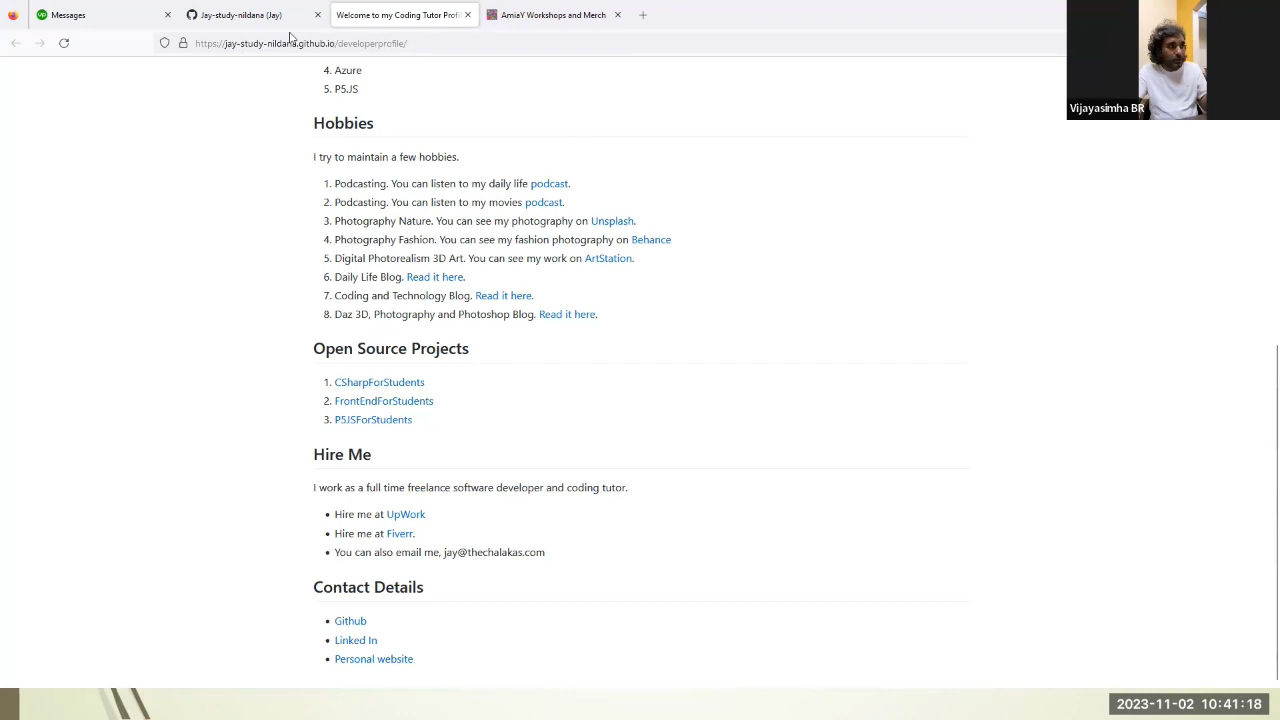 Messages
Jay-study-nildana (Jay)
Welcome to my Coding Tutor Profi
AmiaY Workshops and Merch
https://jay-study-nildana.github.io/developerprofile/
Vijayasimha BR
4. Azure
5. P5.JS
Hobbies
I try to maintain a few hobbies.
1. Podcasting. You can listen to my daily life podcast.
2. Podcasting. You can listen to my movies podcast.
3. Photography Nature. You can see my photography on Unsplash.
4. Photography Fashion. You can see my fashion photography on Behance
5. Digital Photorealism 3D Art. You can see my work on ArtStation.
6. Daily Life Blog. Read it here.
7. Coding and Technology Blog. Read it here.
8. Daz 3D, Photography and Photoshop Blog. Read it here.
Open Source Projects
1. CSharpForStudents
2. FrontEndForStudents
3. P5JSForStudents
Hire Me
I work as a full time freelance software developer and coding tutor.
• Hire me at UpWork
• Hire me at Fiverr.
• You can also email me, jay@thechalakas.com
Contact Details
• Github
• Linked In
• Personal website
2023-11-02 10:41:18